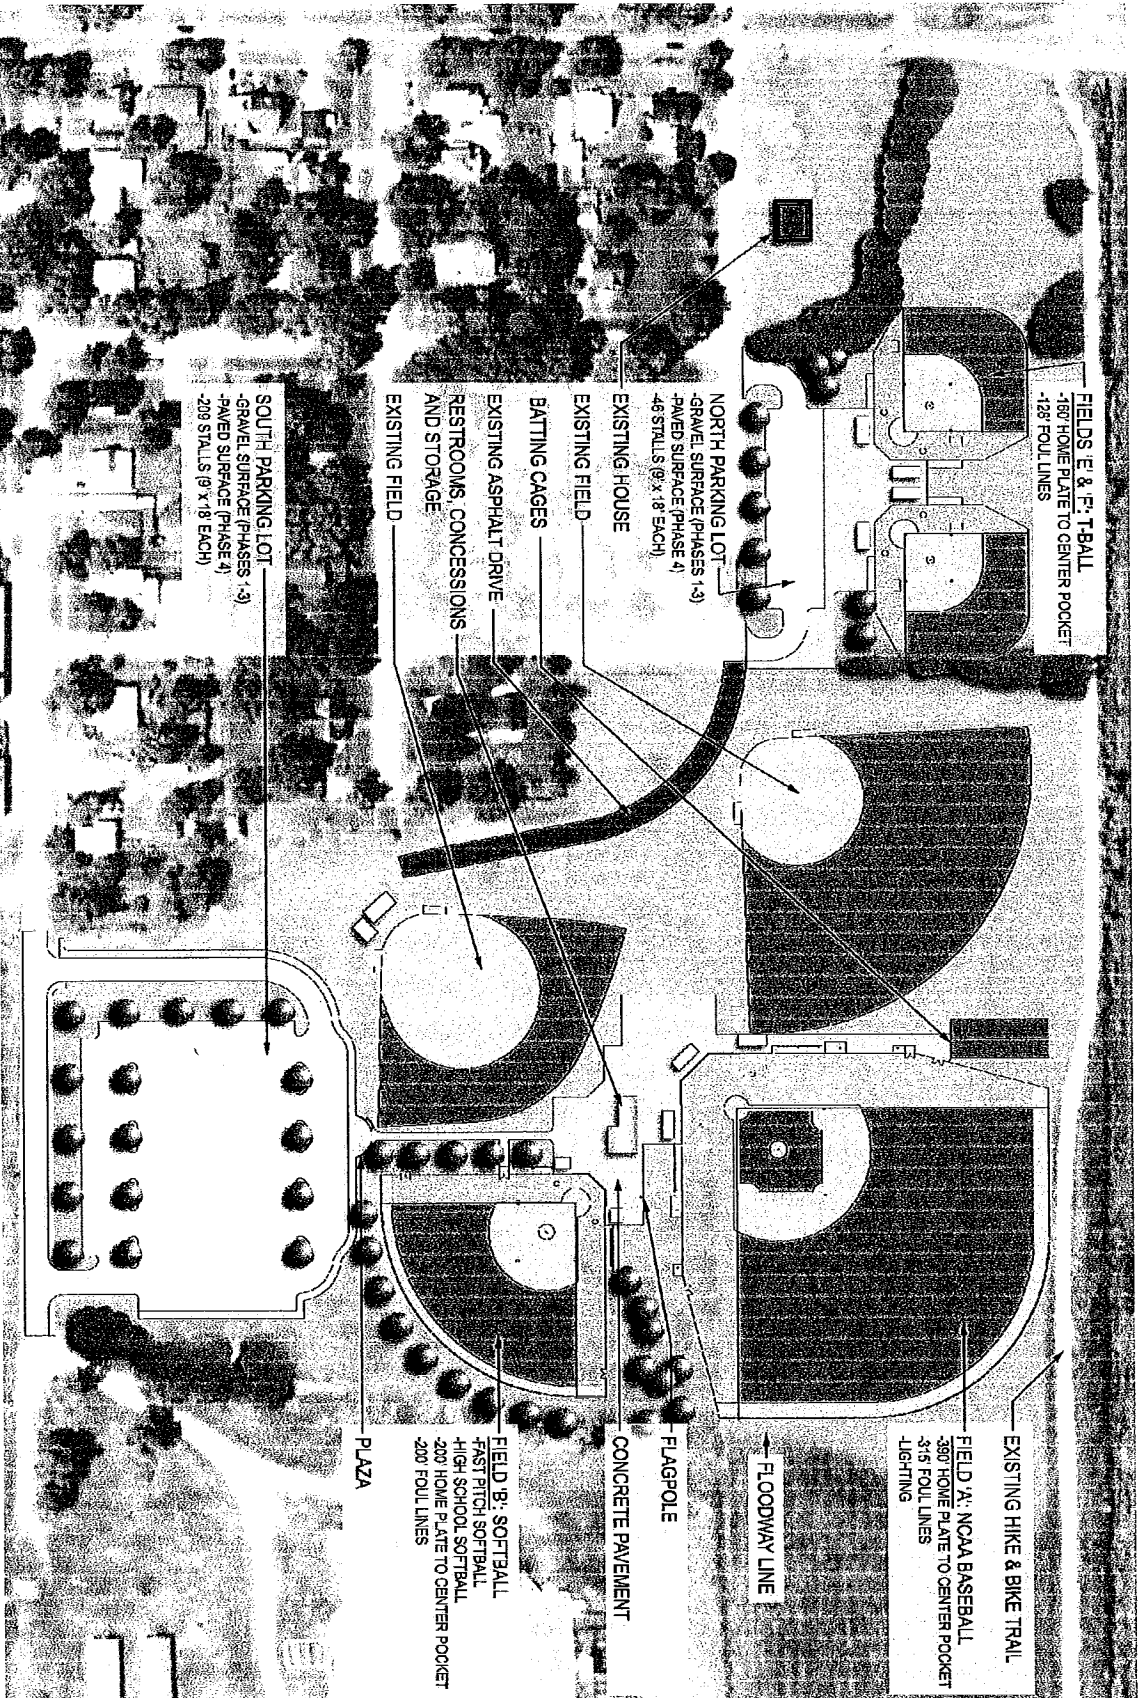 EXISTING HIKE & BIKE TRAIL
FIELD 'A': NCAA BASEBALL
-390' HOME PLATE TO CENTER POCKET
-315' FOUL LINES
-LIGHTING
FLOODWAY LINE
FLAGPOLE
CONCRETE PAVEMENT
FIELD 'B': SOFTBALL
-FAST PITCH SOFTBALL
-HIGH SCHOOL SOFTBALL
-200' HOME PLATE TO CENTER POCKET
-200' FOUL LINES
PLAZA
FIELDS 'E' & 'F': T-BALL
-160' HOME PLATE TO CENTER POCKET
-125' FOUL LINES
NORTH PARKING LOT
-GRAVEL SURFACE (PHASES 1-3)
-PAVED SURFACE (PHASE 4)
-46 STALLS (9' x 18' EACH)
EXISTING HOUSE
EXISTING FIELD
BATTING CAGES
EXISTING ASPHALT DRIVE
RESTROOMS, CONCESSIONS
AND STORAGE
EXISTING FIELD
SOUTH PARKING LOT
-GRAVEL SURFACE (PHASES 1-3)
-PAVED SURFACE (PHASE 4)
-209 STALLS (9' x 18' EACH)